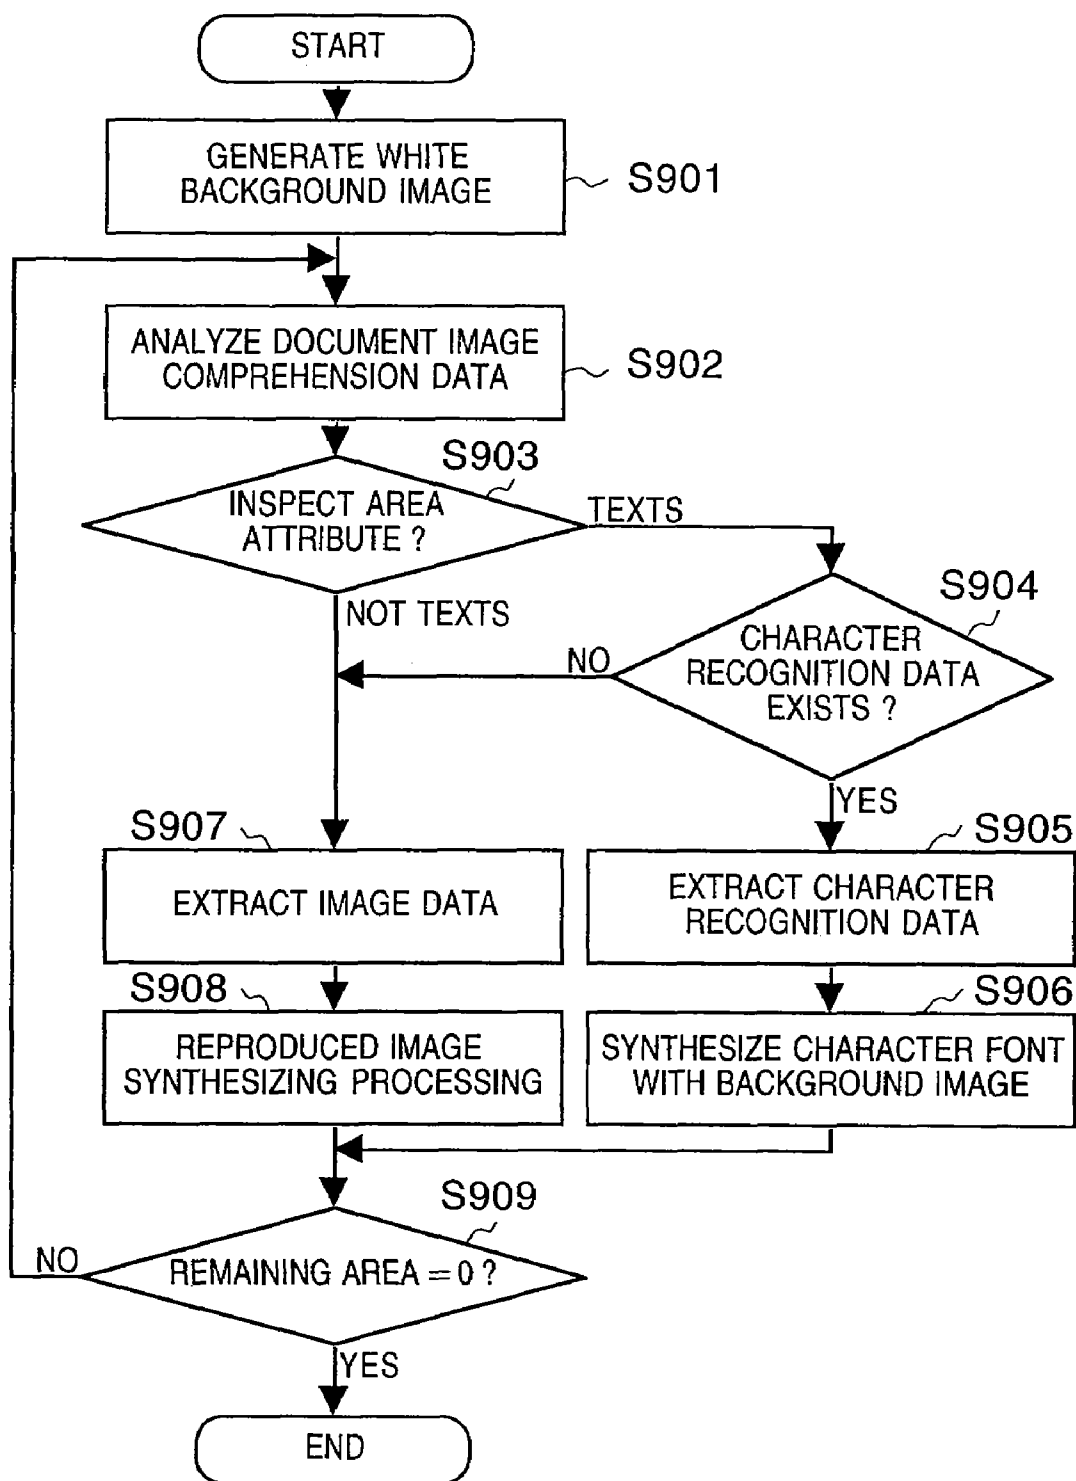 START
GENERATE WHITE
BACKGROUND IMAGE
S901
ANALYZE DOCUMENT IMAGE
COMPREHENSION DATA
S902
S903
INSPECT AREA
ATTRIBUTE ?
TEXTS
NOT TEXTS
S904
CHARACTER
RECOGNITION DATA
EXISTS ?
NO
YES
S907
EXTRACT IMAGE DATA
S905
EXTRACT CHARACTER
RECOGNITION DATA
S908
REPRODUCED IMAGE
SYNTHESIZING PROCESSING
S906
SYNTHESIZE CHARACTER FONT
WITH BACKGROUND IMAGE
S909
REMAINING AREA = 0 ?
NO
YES
END